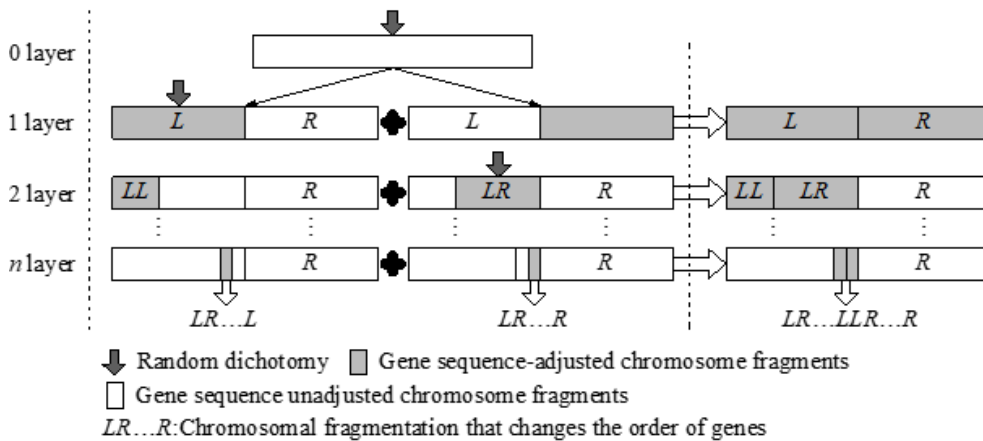 0 layer
1 layer L R L L R
2 layer LL R LR R LL LR R
⋮ ⋮ ⋮ ⋮ ⋮ ⋮
n layer R R R
LR…L LR…R LR…LLR…R
Random dichotomy Gene sequence-adjusted chromosome fragments
Gene sequence unadjusted chromosome fragments
LR…R:Chromosomal fragmentation that changes the order of genes